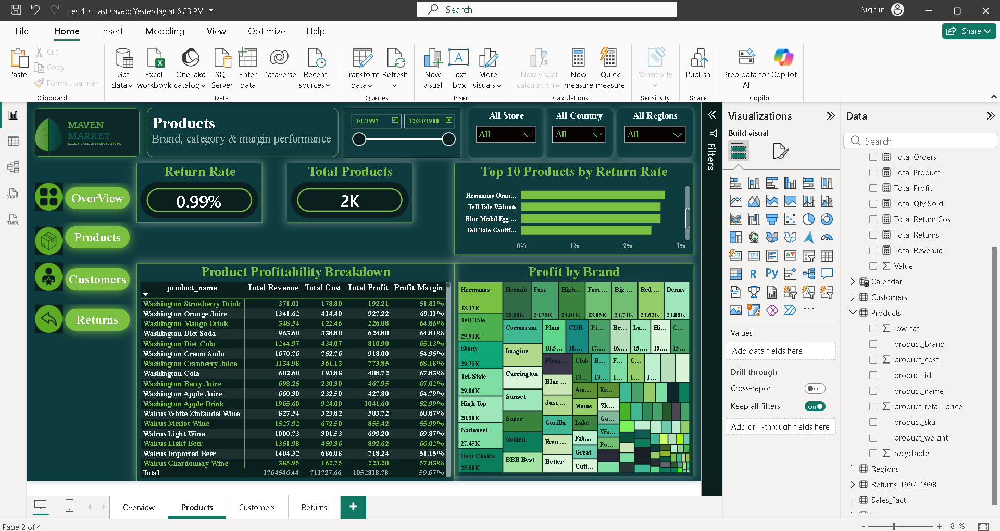 test1 • Last saved: Yesterday at 6:23 PM
Search
Sign in
File Home Insert Modeling View Optimize Help
Share
Paste
Cut
Copy
Format painter
Clipboard
Get data
Excel workbook
OneLake catalog
SQL Server
Enter data
Dataverse
Recent sources
Data
Transform data
Refresh
Queries
New visual
Text box
More visuals
Insert
New visual calculation
New measure
Quick measure
Calculations
Sensitivity
Sensitivity
Publish
Share
Prep data for AI
Copilot
Copilot
MAVEN
MARKET
SMART DATA. BETTER DECISIONS.
Products
Brand, category & margin performance
1/1/1997
12/31/1998
All Store
All
All Country
All
All Regions
All
OverView
Products
Customers
Returns
Return Rate
0.99%
Total Products
2K
Top 10 Products by Return Rate
Hermanos Oran...
Tell Tale Walnuts
Blue Medal Egg ...
Tell Tale Caulif...
0% 1% 2% 3%
Product Profitability Breakdown
product_name Total Revenue Total Cost Total Profit Profit Margin
Washington Strawberry Drink 371.01 178.80 192.21 51.81%
Washington Orange Juice 1341.62 414.40 927.22 69.11%
Washington Mango Drink 348.54 122.46 226.08 64.86%
Washington Diet Soda 963.60 338.80 624.80 64.84%
Washington Diet Cola 1244.97 434.07 810.90 65.13%
Washington Cream Soda 1670.76 752.76 918.00 54.95%
Washington Cranberry Juice 1134.98 361.13 773.85 68.18%
Washington Cola 602.60 193.88 408.72 67.83%
Washington Berry Juice 698.25 230.30 467.95 67.02%
Washington Apple Juice 660.30 232.50 427.80 64.79%
Washington Apple Drink 1965.60 924.00 1041.60 52.99%
Walrus White Zinfandel Wine 827.54 323.82 503.72 60.87%
Walrus Merlot Wine 1527.92 672.50 855.42 55.99%
Walrus Light Wine 1000.73 301.53 699.20 69.87%
Walrus Light Beer 1351.98 459.36 892.62 66.02%
Walrus Imported Beer 1404.32 686.08 718.24 51.15%
Walrus Chardonnay Wine 385.95 162.75 223.20 57.83%
Total 1764546.44 711727.66 1052818.78 59.67%
Profit by Brand
Hermanos
33.17K
Tell Tale
29.93K
Ebony
29.75K
Tri-State
29.06K
High Top
28.50K
Nationeel
27.45K
Best Choice
25.90K
Horatio
25.59K
Fast
24.75K
High...
24.01K
Fort ...
23.95K
Big ...
23.71K
Red ...
23.62K
Denny
23.05K
Cormorant
Imagine
Carrington
Sunset
Super
Golden
BBB Best
Plato
18.5...
CDR
18....
Pi...
17....
Br...
16....
La...
15....
Hi...
15....
C...
15...
Pleas...
Blue ...
Just ...
Gorilla
Even ...
Better
Club
13...
B...
13...
F...
1...
C...
1...
1...
Am...
Moms
Lake
Fab...
Great
Cutt...
Ex...
Sk...
Gu...
Wa...
Po...
Filters
Visualizations
Build visual
Values
Add data fields here
Drill through
Cross-report
Off
Keep all filters
On
Add drill-through fields here
Data
Search
Total Orders
Total Product
Total Profit
Total Qty Sold
Total Return Cost
Total Returns
Total Revenue
Value
Calendar
Customers
Products
low_fat
product_brand
product_cost
product_id
product_name
product_retail_price
product_sku
product_weight
recyclable
Regions
Returns_1997-1998
Sales_Fact
DAX
TMDL
Overview Products Customers Returns
Page 2 of 4
81%